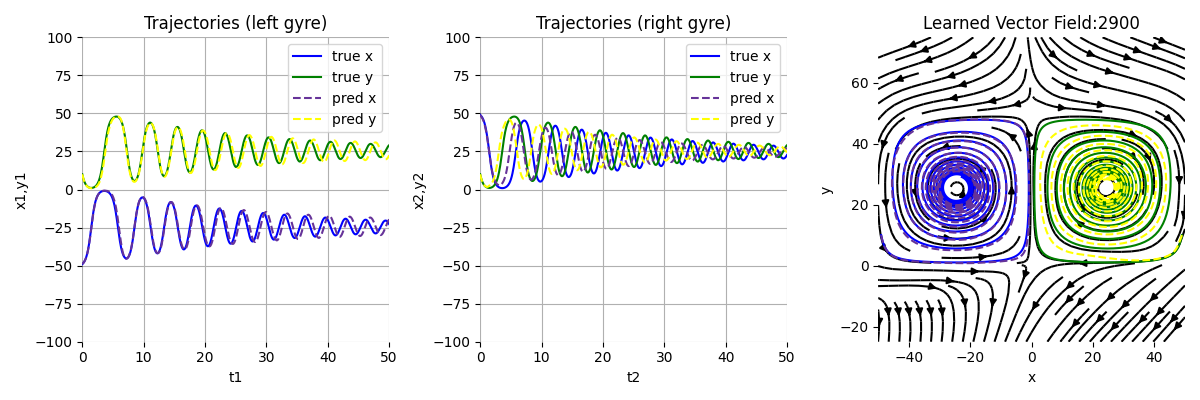 Trajectories (left gyre)
100
75
50
25
0
−25
−50
−75
−100
0 10 20 30 40 50
x1,y1
t1
true x
true y
pred x
pred y
Trajectories (right gyre)
100
75
50
25
0
−25
−50
−75
−100
0 10 20 30 40 50
x2,y2
t2
true x
true y
pred x
pred y
Learned Vector Field:2900
60
40
20
0
−20
−40 −20 0 20 40
y
x